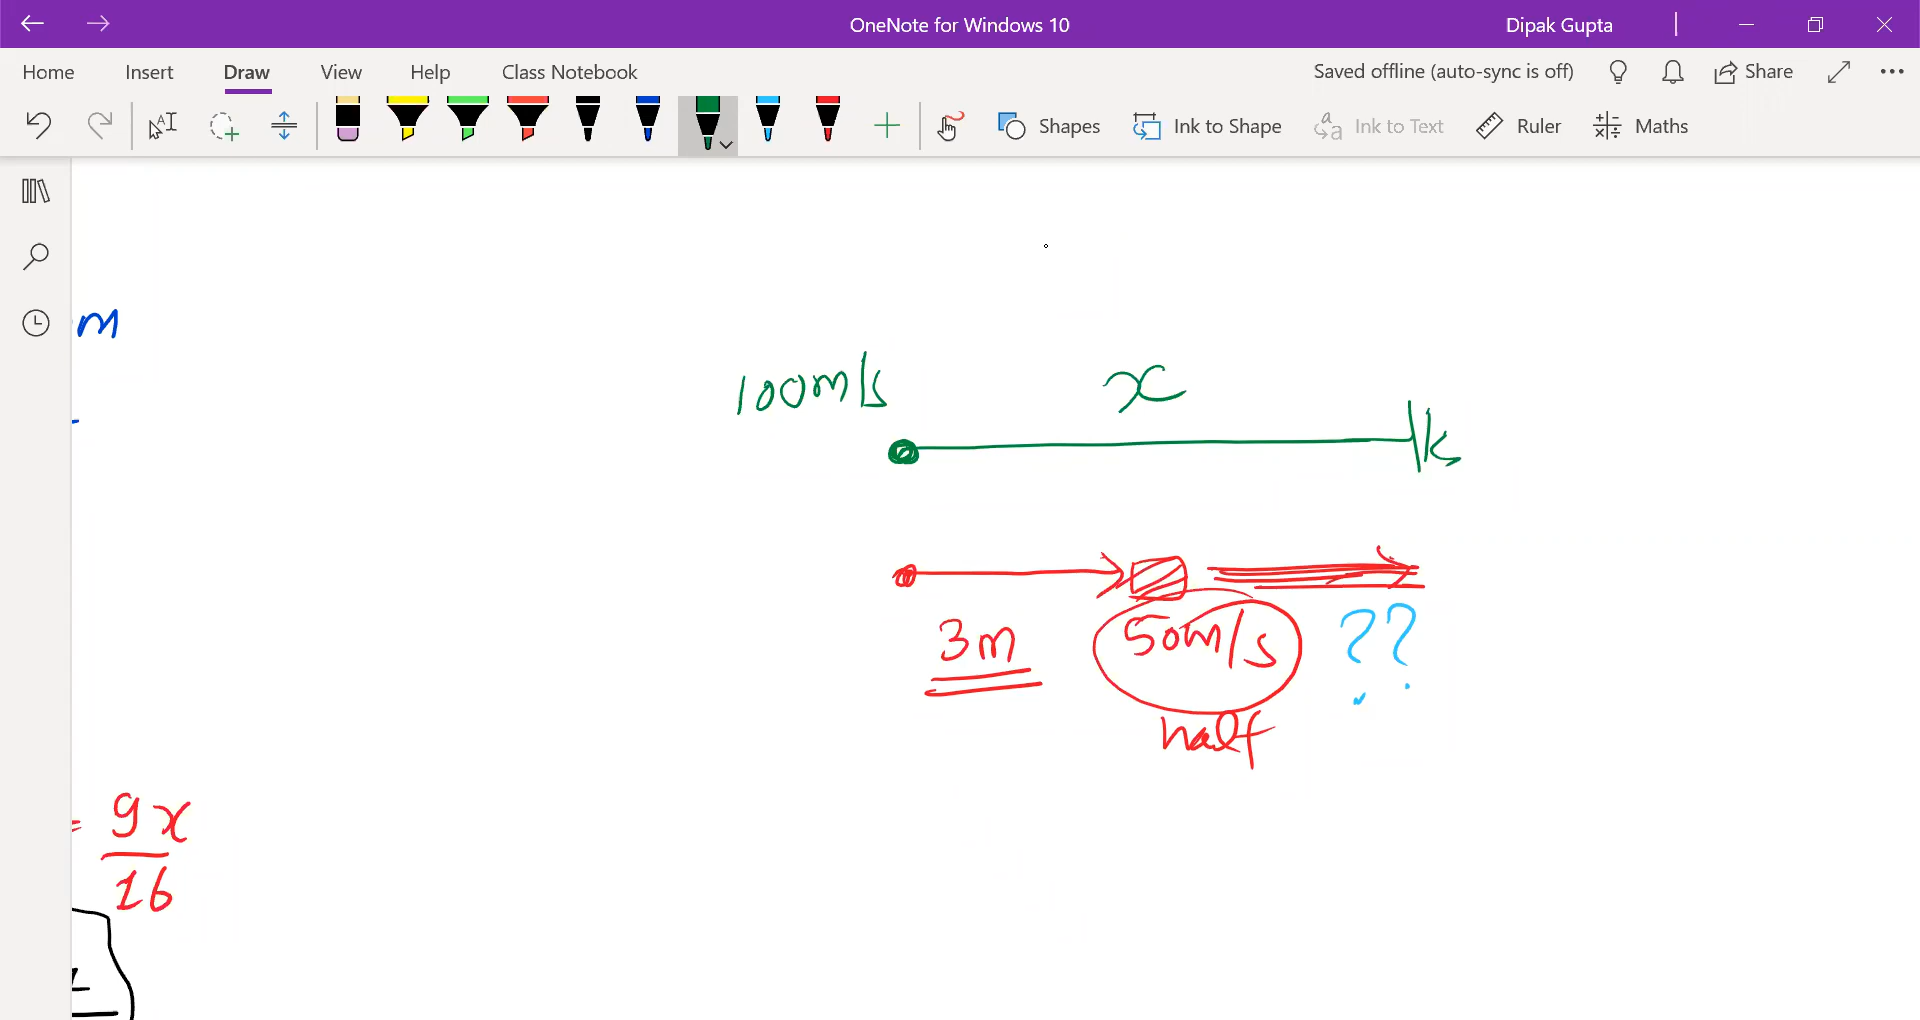 OneNote for Windows 10
Dipak Gupta
Home Insert Draw View Help Class Notebook
Saved offline (auto-sync is off) Share
Shapes Ink to Shape Ink to Text Ruler Maths
m
100m/s x
3m 50m/s ??
half
= 9x
16